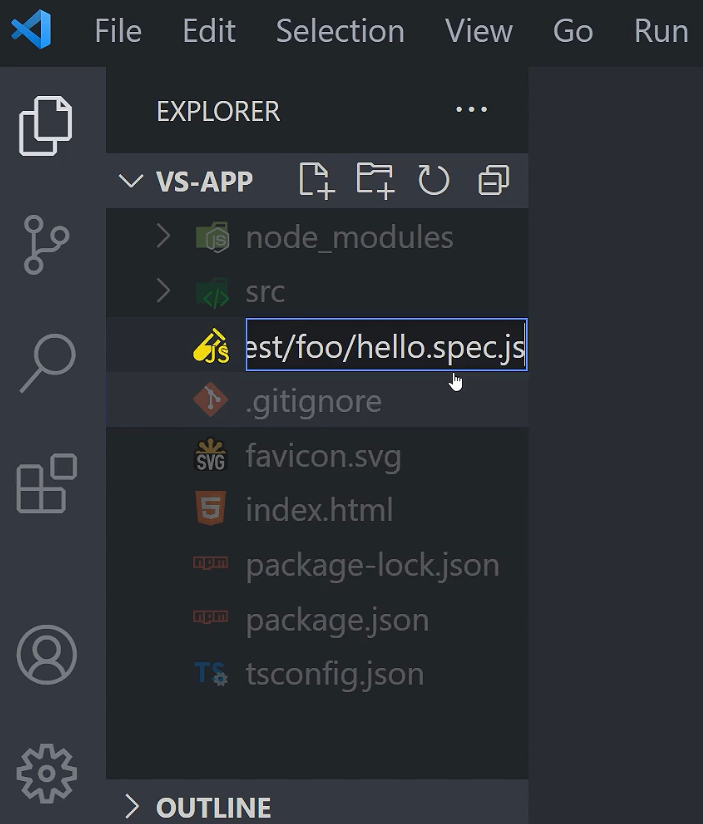 File Edit Selection View Go Run
EXPLORER ...
VS-APP
node_modules
src
est/foo/hello.spec.js
.gitignore
favicon.svg
index.html
package-lock.json
package.json
tsconfig.json
OUTLINE